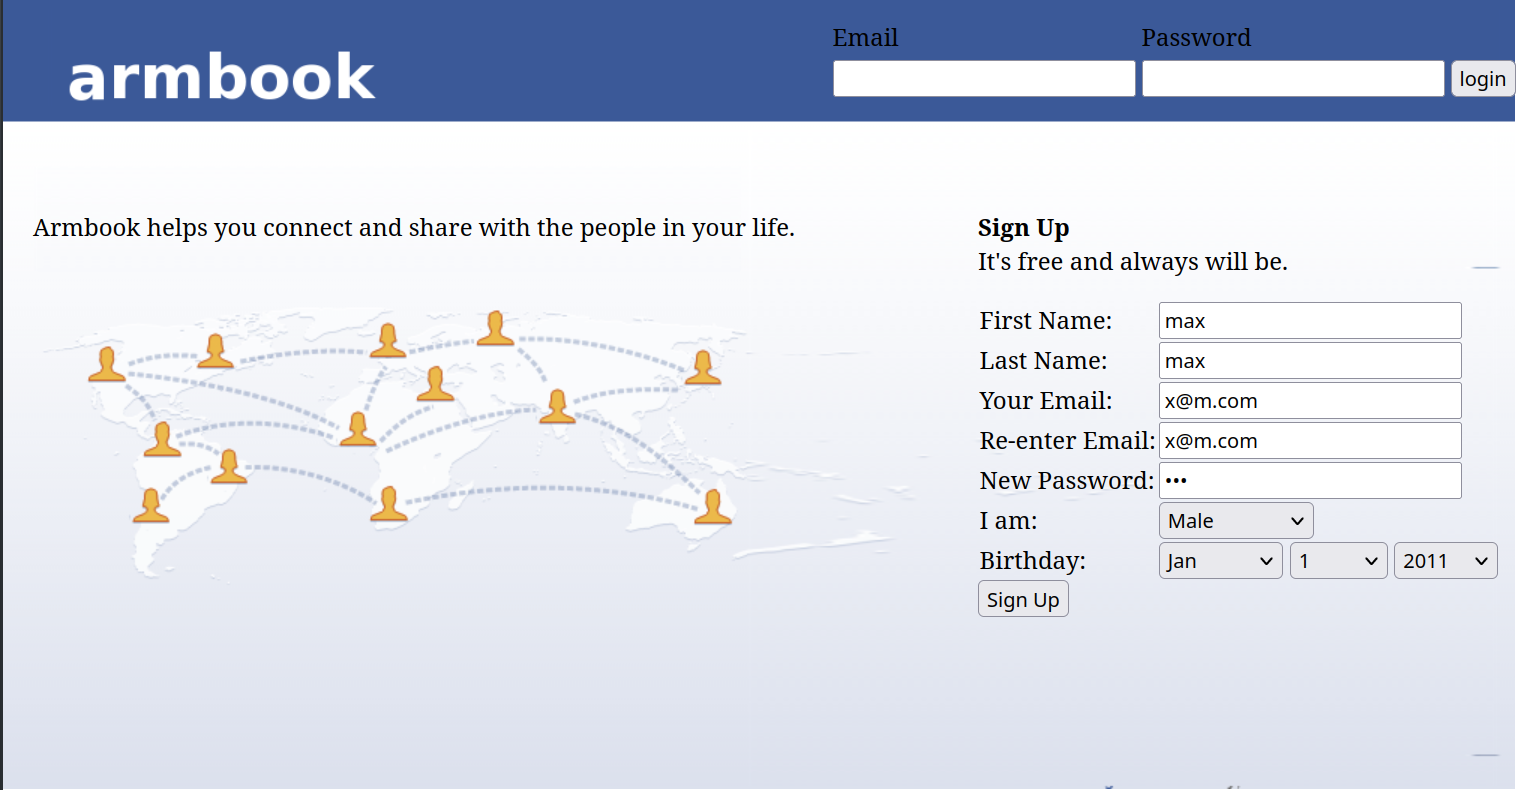 Email Password
armbook
login
Armbook helps you connect and share with the people in your life.
Sign Up
It's free and always will be.
First Name: max
Last Name: max
Your Email: x@m.com
Re-enter Email: x@m.com
New Password: •••
I am: Male
Birthday: Jan 1 2011
Sign Up